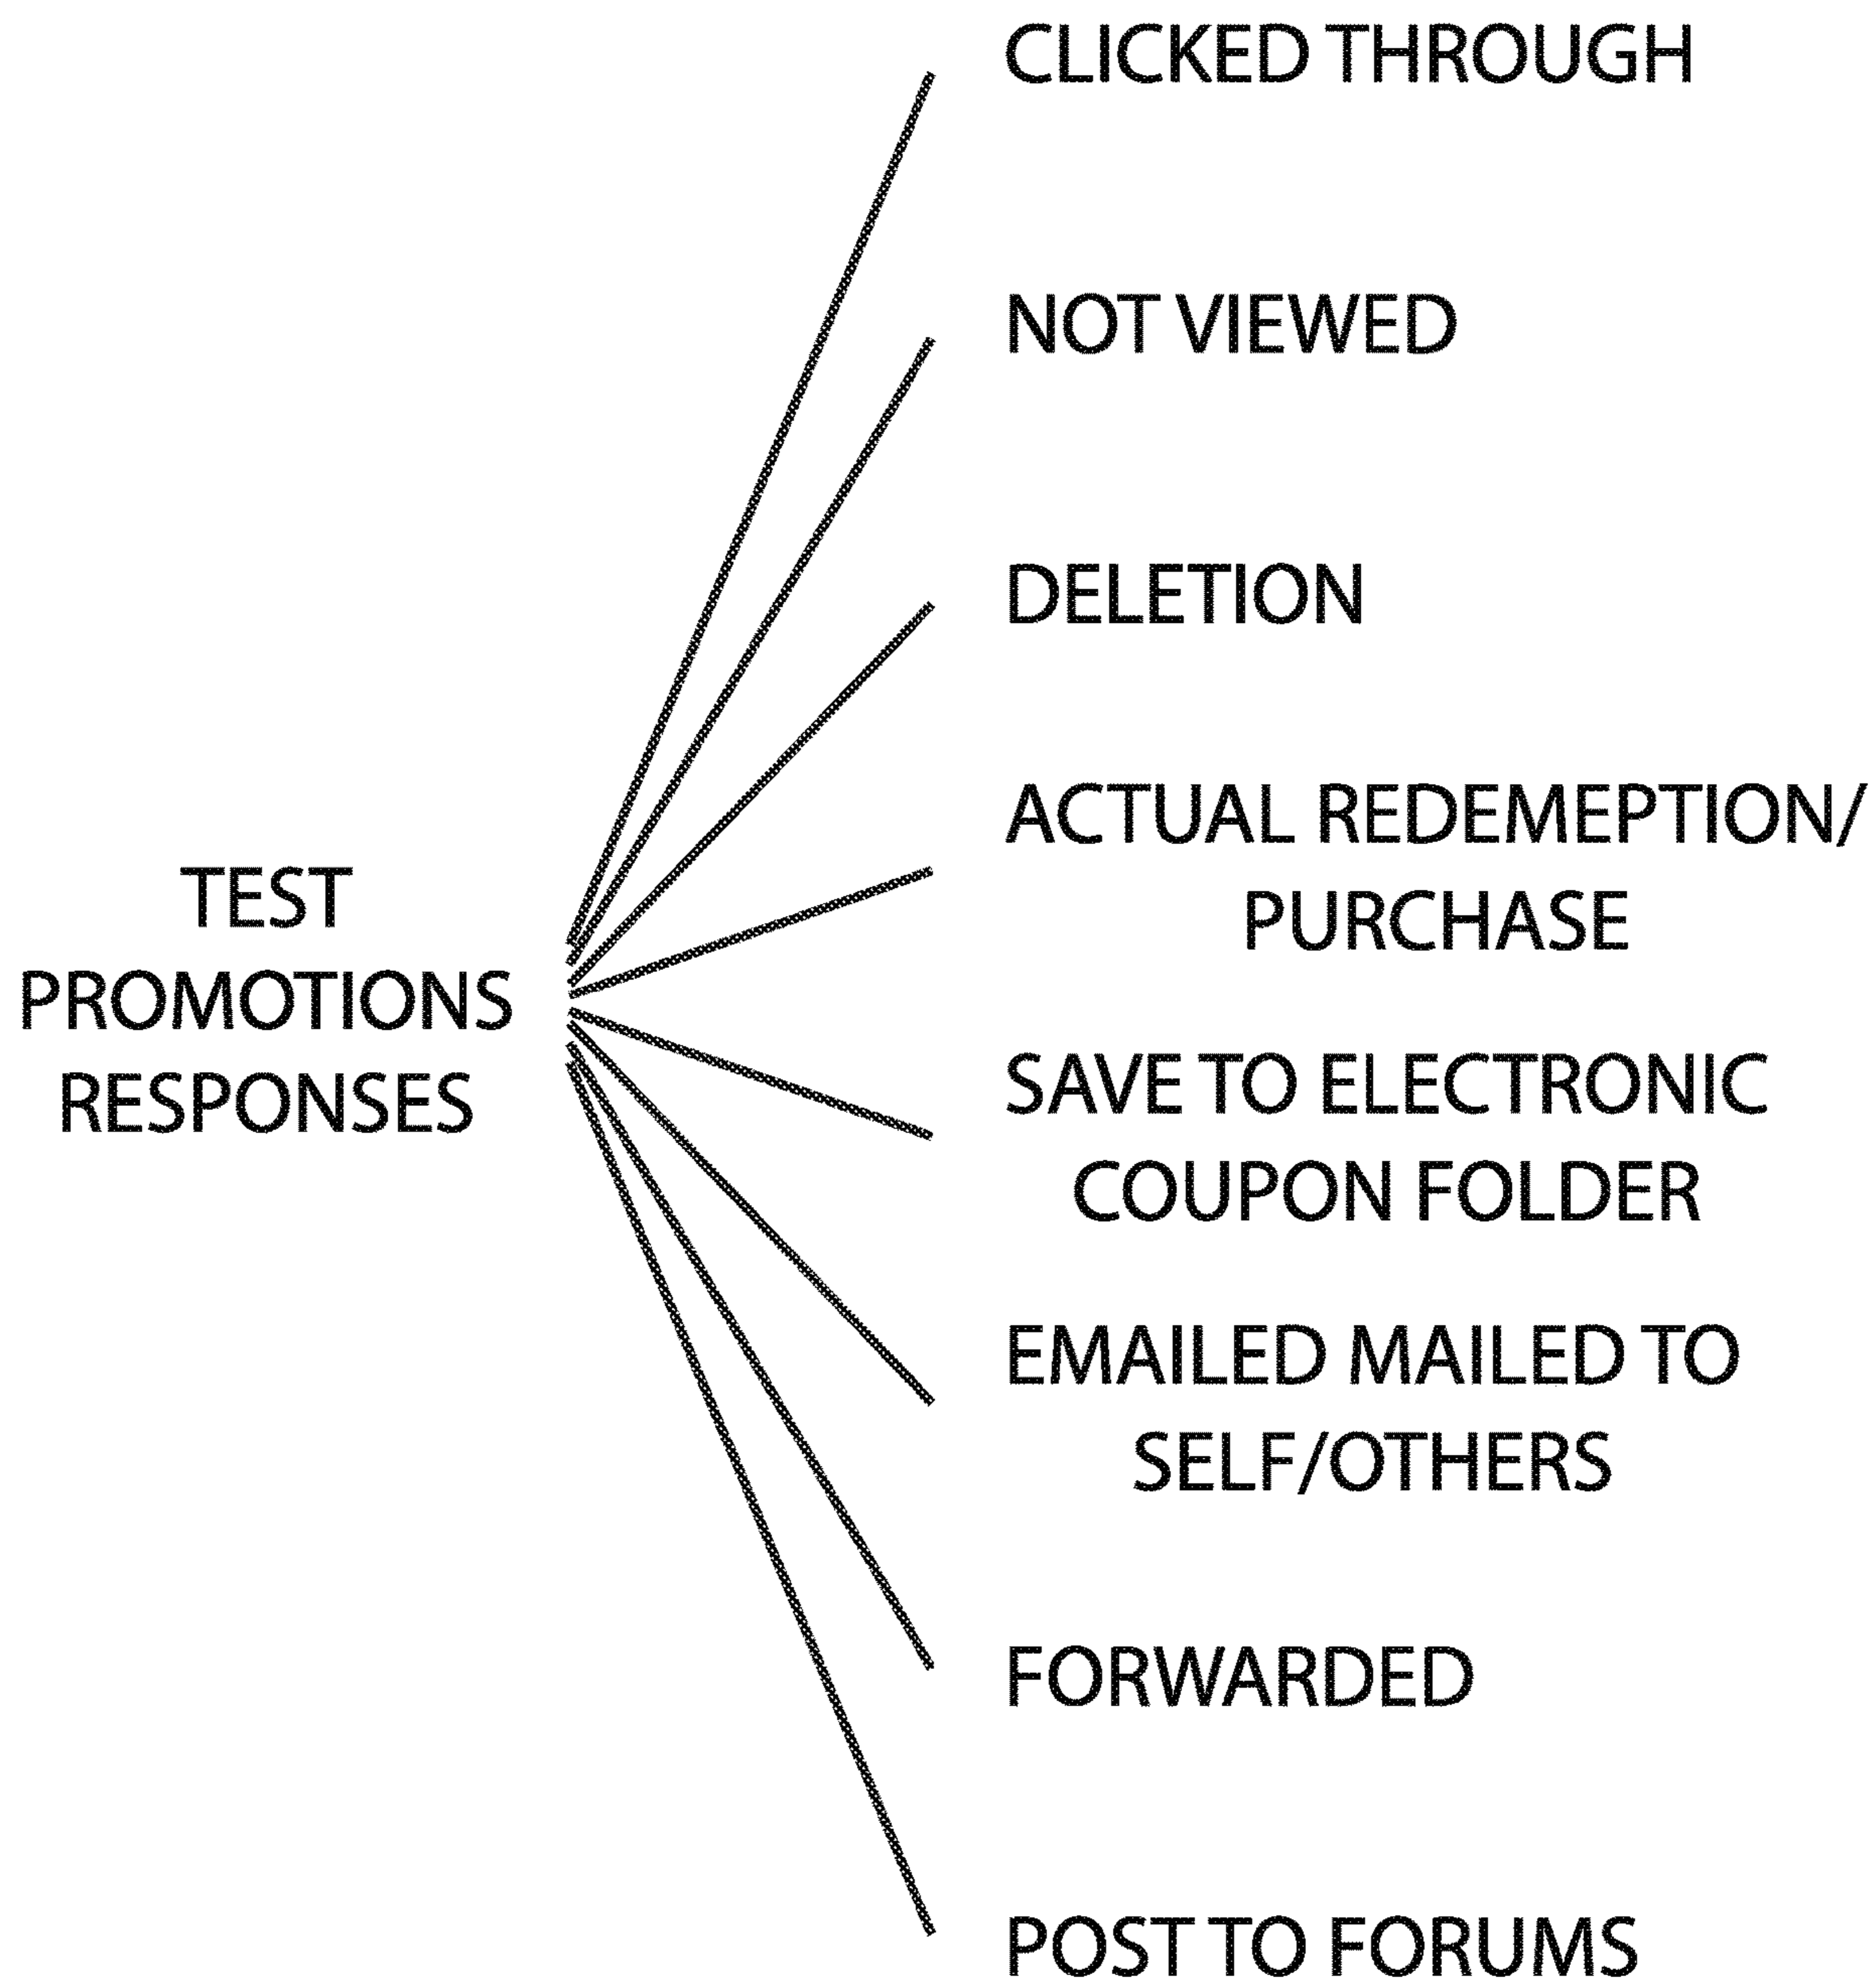 CLICKED THROUGH
NOT VIEWED
DELETION
ACTUAL REDEMEPTION/
PURCHASE
TEST
PROMOTIONS
RESPONSES
SAVE TO ELECTRONIC
COUPON FOLDER
EMAILED MAILED TO
SELF/OTHERS
FORWARDED
POST TO FORUMS